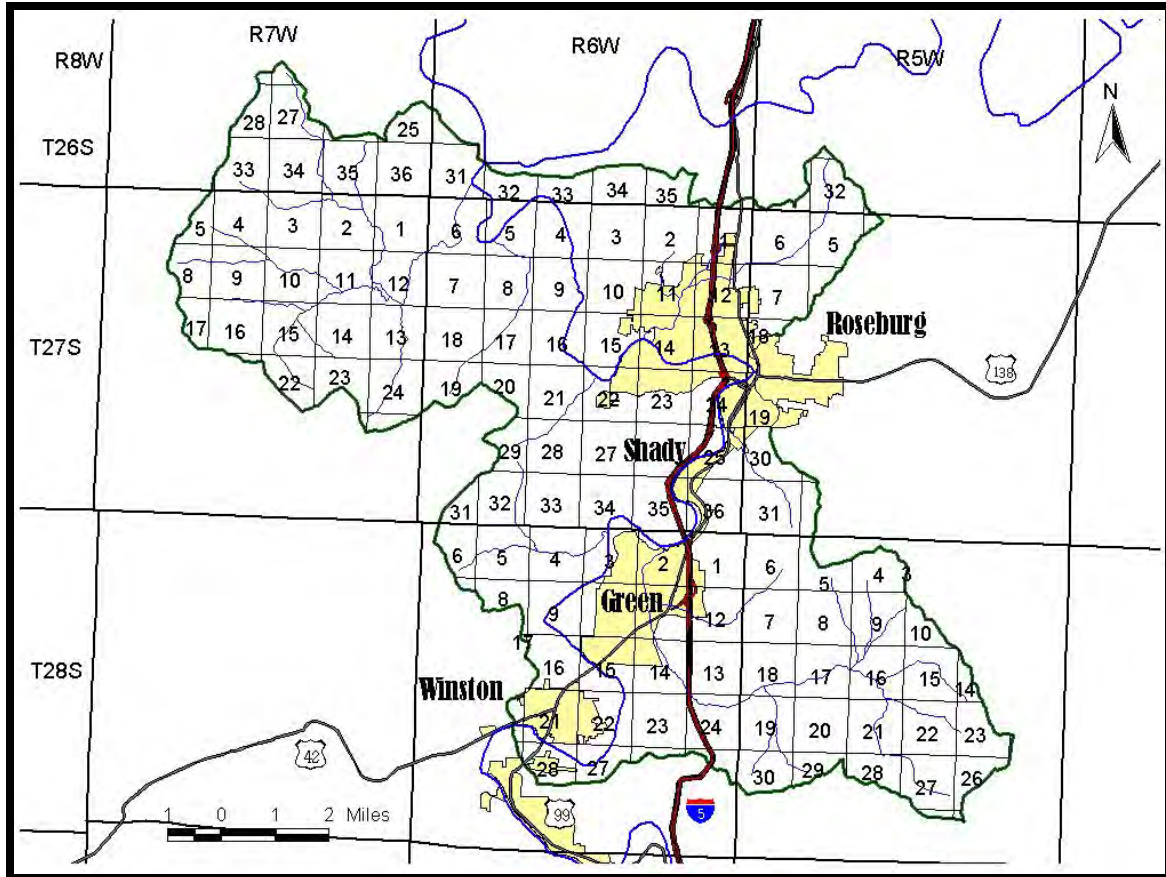 R8W R7W R6W R5W
N
T26S
28 27 25
33 34 35 36 31 32 33 34 35 32
5 4 3 2 1 6 5 4 3 2 1 6 5
8 9 10 11 12 7 8 9 10 11 12 7
T27S
17 16 15 14 13 18 17 16 15 14 13 18
Roseburg
138
22 23 24 19 20 21 22 23 24 19
Shady
29 28 27 25 30
31 32 33 34 35 36 31
6 5 4 3 2 1 6 5 4 3
Green
8 9 12 7 8 9 10
T28S
17 16 15 14 13 18 17 16 15 14
Winston
21 22 23 24 19 20 21 22 23
42
28 27 30 29 28 27 26
1 0 1 2 Miles
99
5